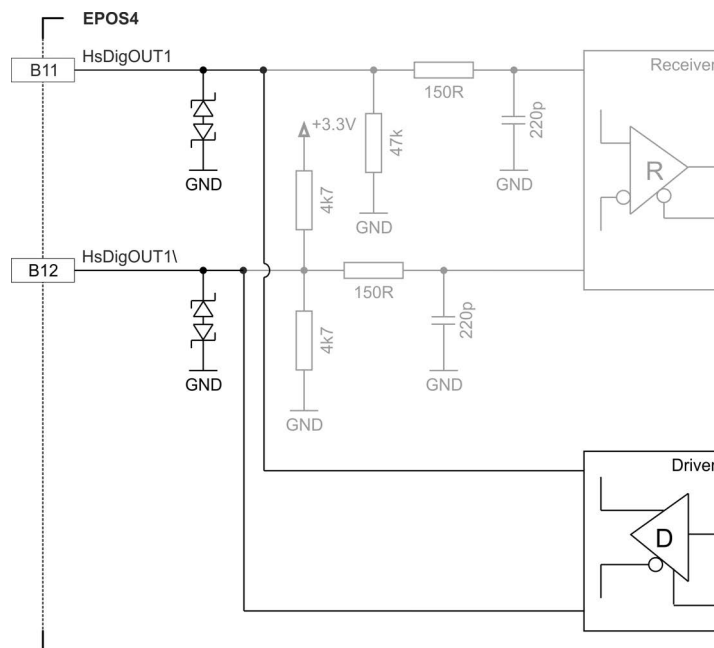 EPOS4
B11
HsDigOUT1
GND
+3.3V
4k7
47k
GND
150R
220p
GND
Receiver
R
B12
HsDigOUT1\
GND
4k7
GND
150R
220p
GND
Driver
D